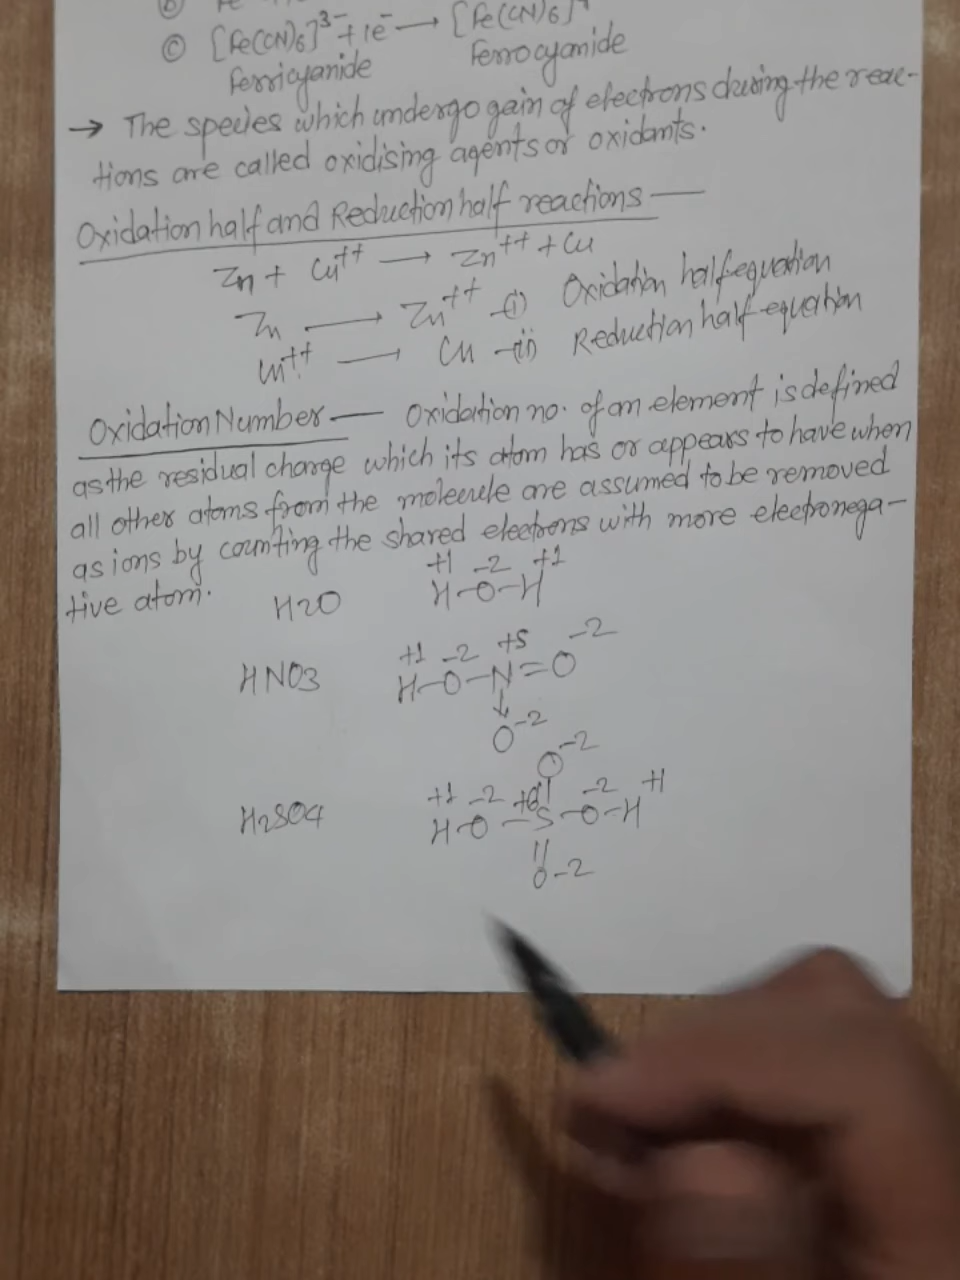 b) Fe
c) [Fe(CN)6]3- + 1e- → [Fe(CN)6]4-
Ferricyanide Ferrocyanide
→ The species which undergo gain of electrons during the reac-
tions are called oxidising agents or oxidants.
Oxidation half and Reduction half reactions —
Zn + Cu++ → Zn++ + Cu
Zn → Zn++ -(i) Oxidation half equation
Cu++ → Cu -(ii) Reduction half equation
Oxidation Number — Oxidation no. of an element is defined
as the residual charge which its atom has or appears to have when
all other atoms from the molecule are assumed to be removed
as ions by counting the shared electrons with more electronega-
tive atom.
+1 -2 +1
H2O H-O-H
+1 -2 +5 -2
HNO3 H-O-N=O
↓
O-2
O-2
+1 -2 +6 || -2 +1
H2SO4 H-O-S-O-H
||
O-2